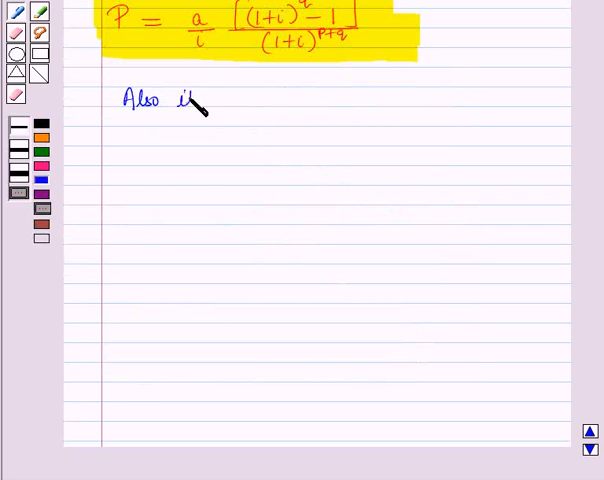 P = a/i [(1+i)^q - 1]/(1+i)^(p+q)
Also